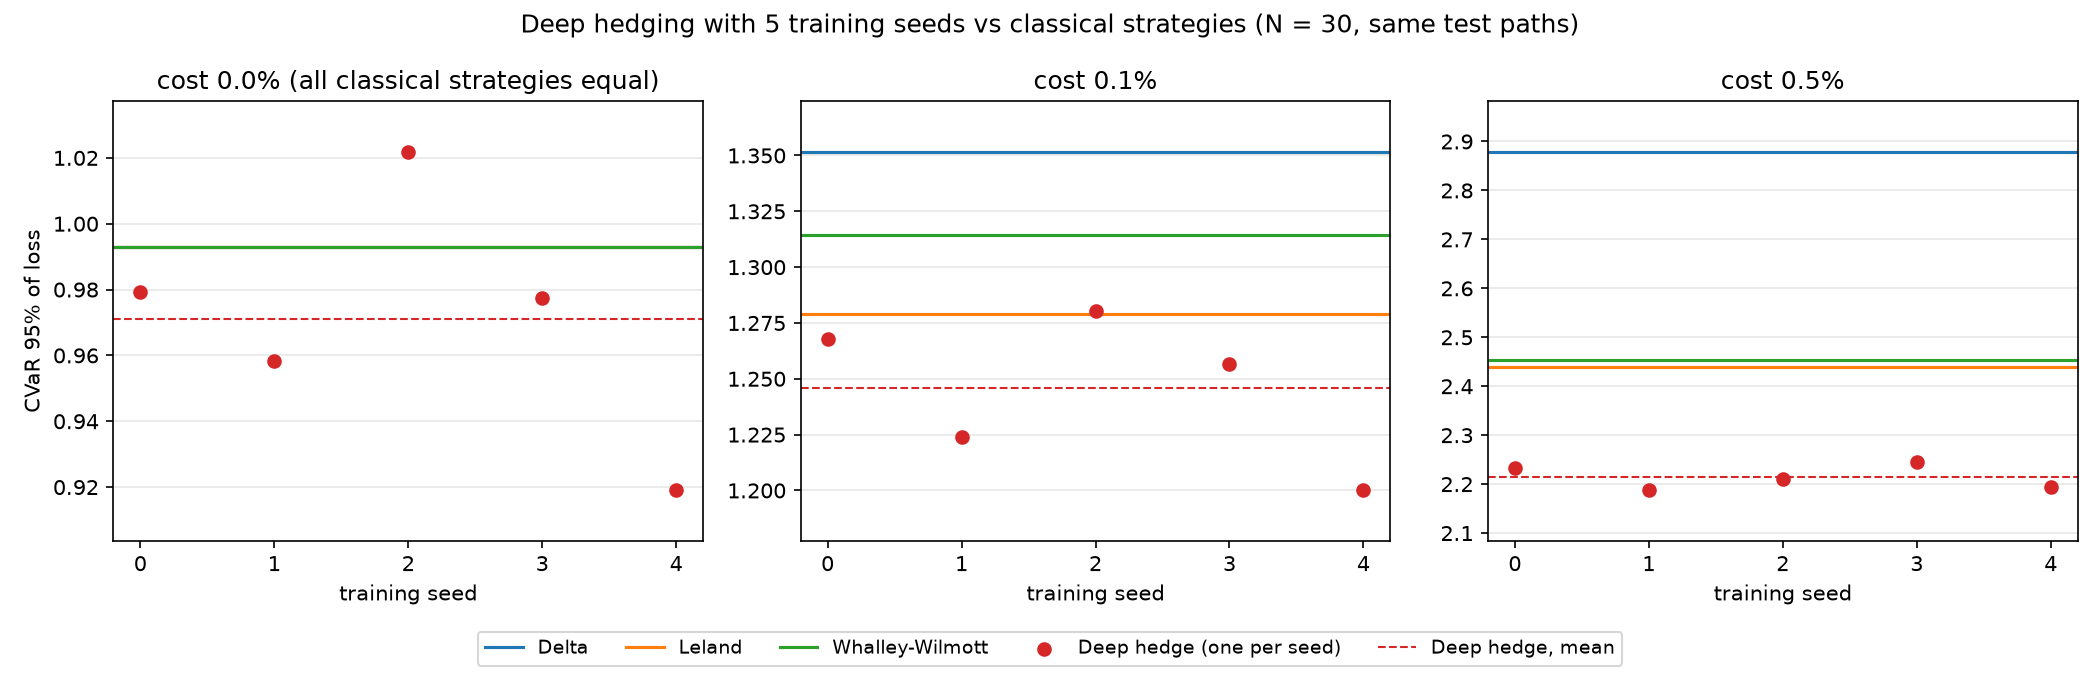 Deep hedging with 5 training seeds vs classical strategies (N = 30, same test paths)
cost 0.0% (all classical strategies equal)
CVaR 95% of loss
1.02
1.00
0.98
0.96
0.94
0.92
0 1 2 3 4
training seed
cost 0.1%
1.350
1.325
1.300
1.275
1.250
1.225
1.200
0 1 2 3 4
training seed
cost 0.5%
2.9
2.8
2.7
2.6
2.5
2.4
2.3
2.2
2.1
0 1 2 3 4
training seed
Delta Leland Whalley-Wilmott Deep hedge (one per seed) Deep hedge, mean